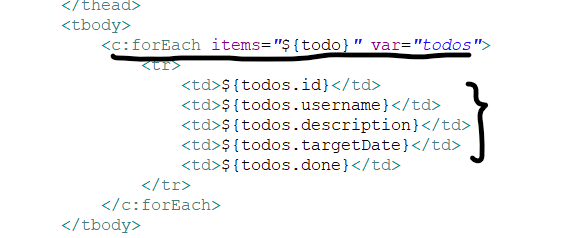 </thead>
<tbody>
<c:forEach items="${todo}" var="todos">
<tr>
<td>${todos.id}</td>
<td>${todos.username}</td>
<td>${todos.description}</td>
<td>${todos.targetDate}</td>
<td>${todos.done}</td>
</tr>
</c:forEach>
</tbody>